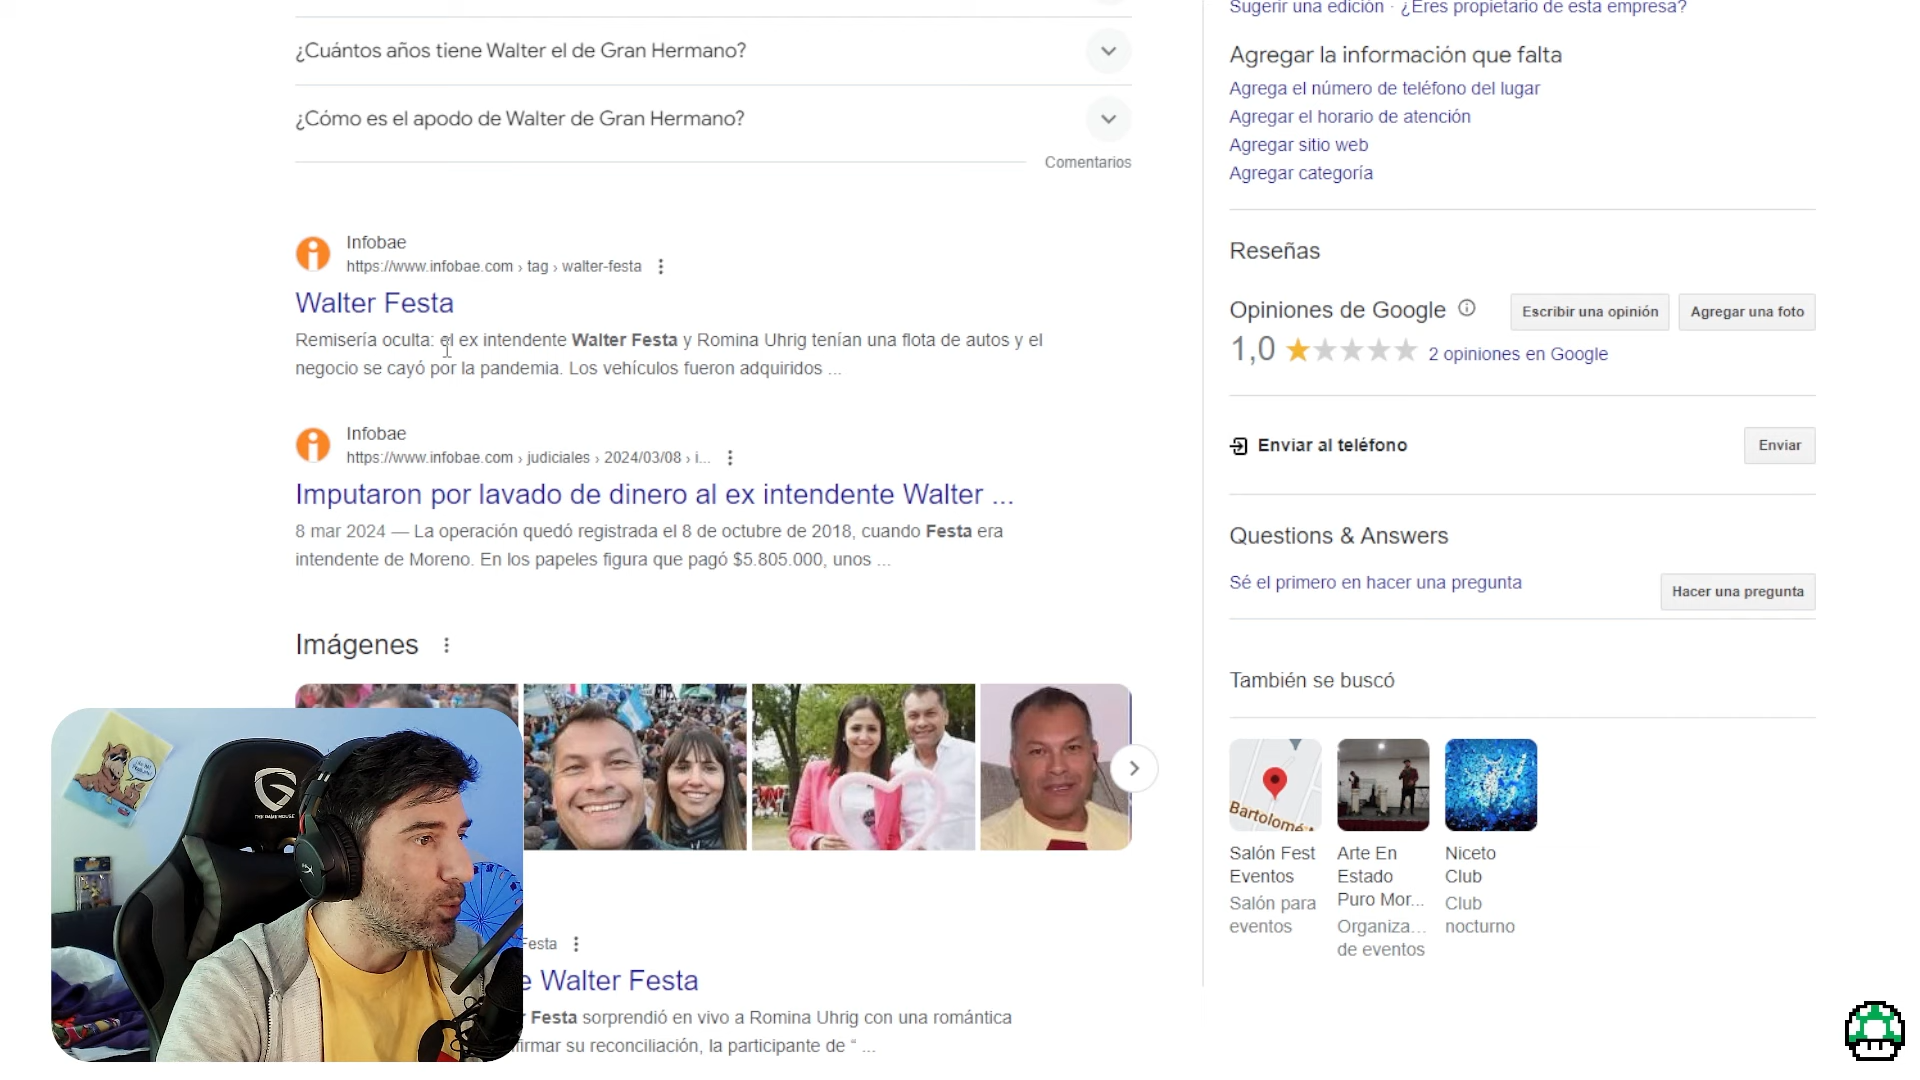 Sugerir una edición · ¿Eres propietario de esta empresa?
¿Cuántos años tiene Walter el de Gran Hermano?
¿Cómo es el apodo de Walter de Gran Hermano?
Comentarios
Infobae
https://www.infobae.com › tag › walter-festa
Walter Festa
Remisería oculta: el ex intendente Walter Festa y Romina Uhrig tenían una flota de autos y el
negocio se cayó por la pandemia. Los vehículos fueron adquiridos ...
Infobae
https://www.infobae.com › judiciales › 2024/03/08 › i...
Imputaron por lavado de dinero al ex intendente Walter ...
8 mar 2024 — La operación quedó registrada el 8 de octubre de 2018, cuando Festa era
intendente de Moreno. En los papeles figura que pagó $5.805.000, unos ...
Imágenes
Festa
e Walter Festa
r Festa sorprendió en vivo a Romina Uhrig con una romántica
firmar su reconciliación, la participante de “ ...
Agregar la información que falta
Agrega el número de teléfono del lugar
Agregar el horario de atención
Agregar sitio web
Agregar categoría
Reseñas
Opiniones de Google
Escribir una opinión
Agregar una foto
1,0
2 opiniones en Google
Enviar al teléfono
Enviar
Questions & Answers
Sé el primero en hacer una pregunta
Hacer una pregunta
También se buscó
Salón Fest
Eventos
Salón para
eventos
Arte En
Estado
Puro Mor...
Organiza...
de eventos
Niceto
Club
Club
nocturno